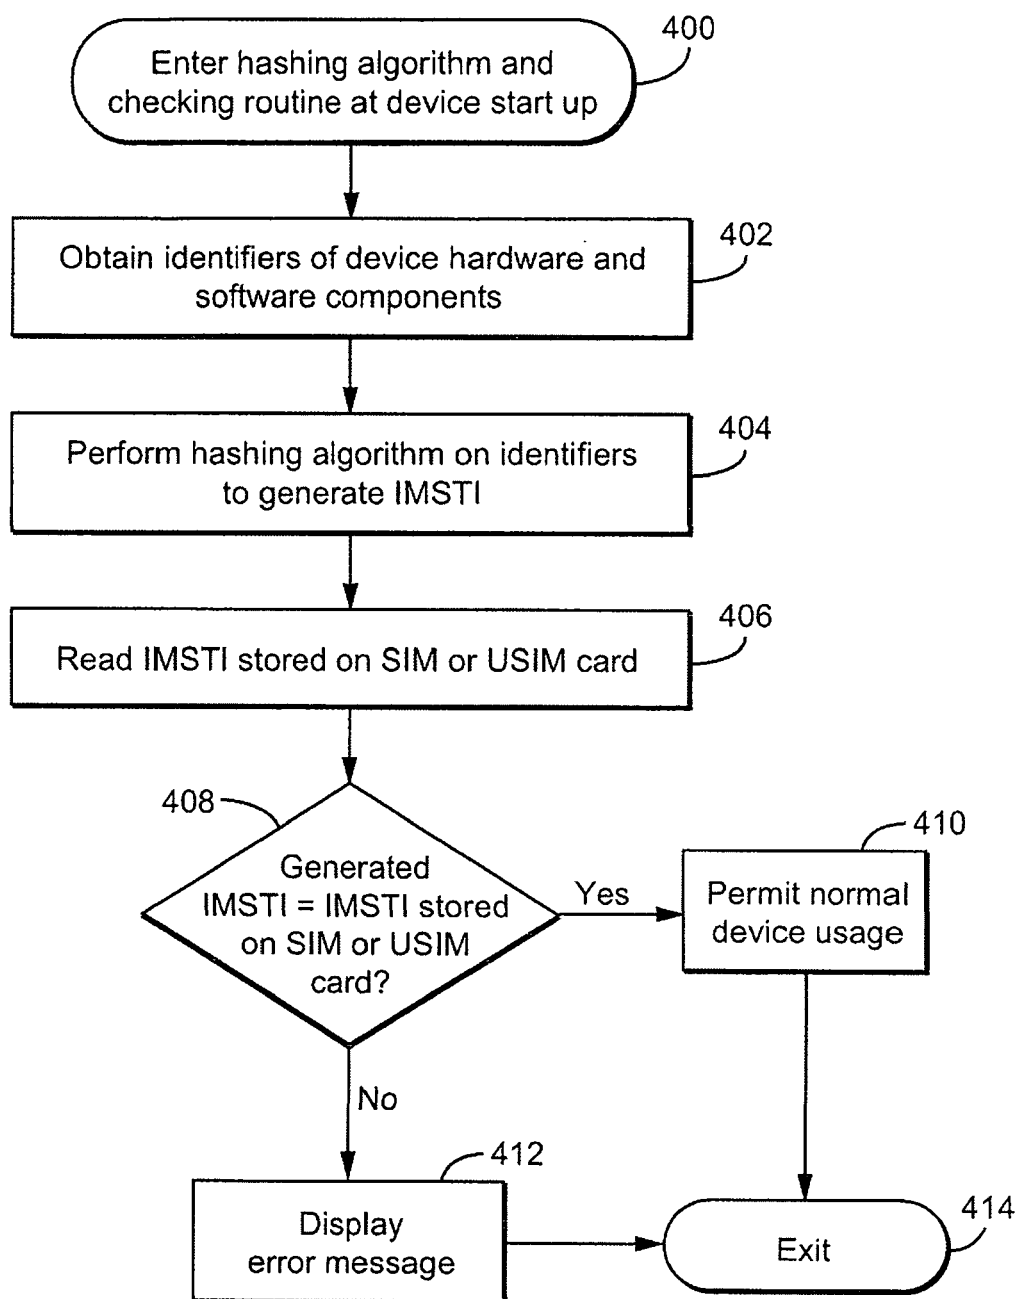 400
Enter hashing algorithm and
checking routine at device start up
402
Obtain identifiers of device hardware and
software components
404
Perform hashing algorithm on identifiers
to generate IMSTI
406
Read IMSTI stored on SIM or USIM card
408
Generated
IMSTI = IMSTI stored
on SIM or USIM
card?
Yes
410
Permit normal
device usage
No
412
Display
error message
414
Exit